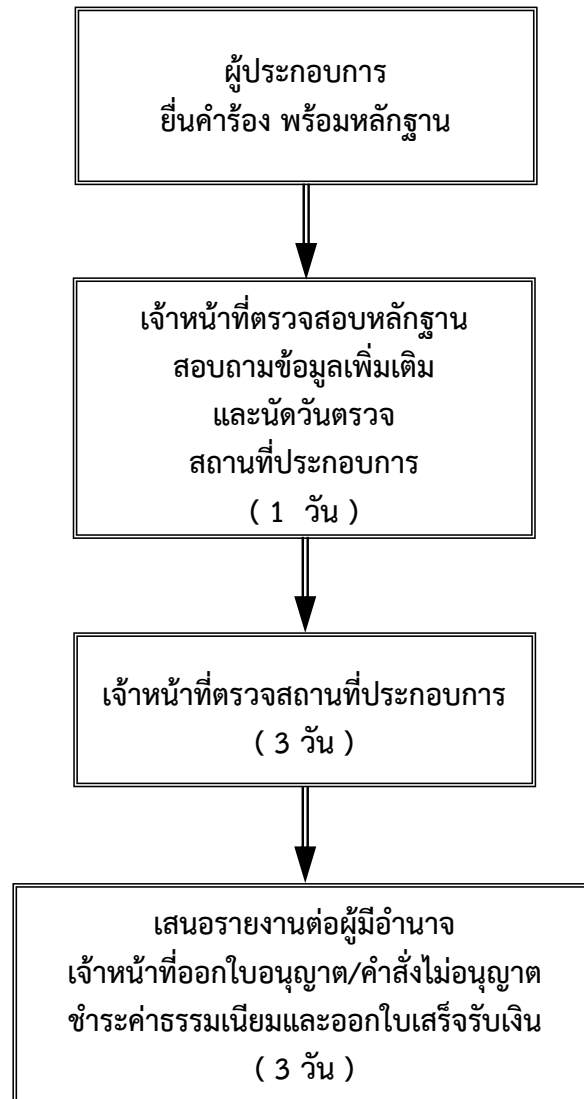 ผู้ประกอบการ
ยื่นคำร้อง พร้อมหลักฐาน
เจ้าหน้าที่ตรวจสอบหลักฐาน
สอบถามข้อมูลเพิ่มเติม
และนัดวันตรวจ
สถานที่ประกอบการ
( 1 วัน )
เจ้าหน้าที่ตรวจสถานที่ประกอบการ
( 3 วัน )
เสนอรายงานต่อผู้มีอำนาจ
เจ้าหน้าที่ออกใบอนุญาต/คำสั่งไม่อนุญาต
ชำระค่าธรรมเนียมและออกใบเสร็จรับเงิน
( 3 วัน )